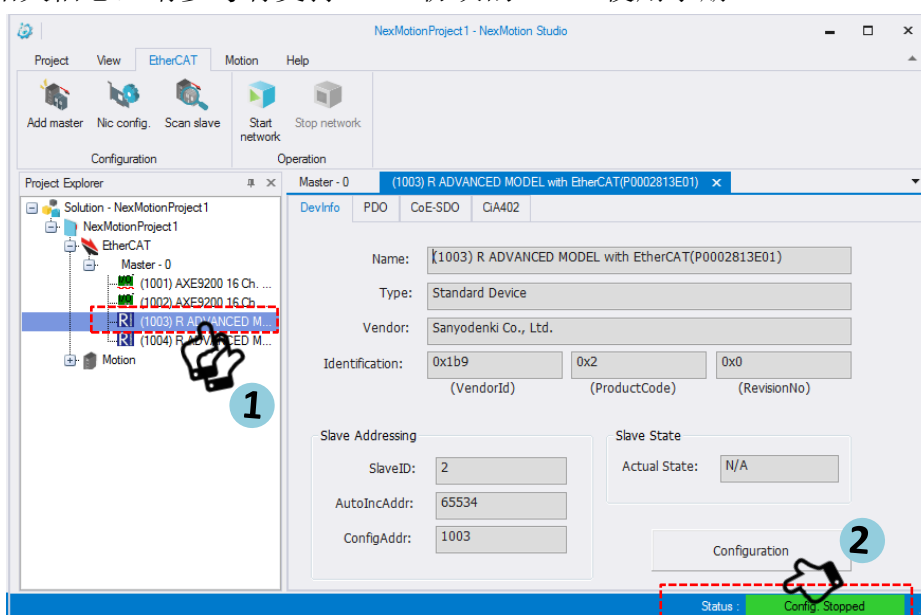 NexMotionProject1 - NexMotion Studio
Project View EtherCAT Motion Help
Add master Nic config. Scan slave Start network Stop network
Configuration Operation
Project Explorer
Master - 0 (1003) R ADVANCED MODEL with EtherCAT(P0002813E01)
Solution - NexMotionProject1
NexMotionProject1
EtherCAT
Master - 0
(1001) AXE9200 16 Ch. ...
(1002) AXE9200 16 Ch.
(1003) R ADVANCED M...
(1004) R ADVANCED M...
Motion
1
DevInfo PDO CoE-SDO CiA402
Name: (1003) R ADVANCED MODEL with EtherCAT(P0002813E01)
Type: Standard Device
Vendor: Sanyodenki Co., Ltd.
Identification: 0x1b9 0x2 0x0
(VendorId) (ProductCode) (RevisionNo)
Slave Addressing
SlaveID: 2
AutoIncAddr: 65534
ConfigAddr: 1003
Slave State
Actual State: N/A
Configuration
2
Status : Config. Stopped